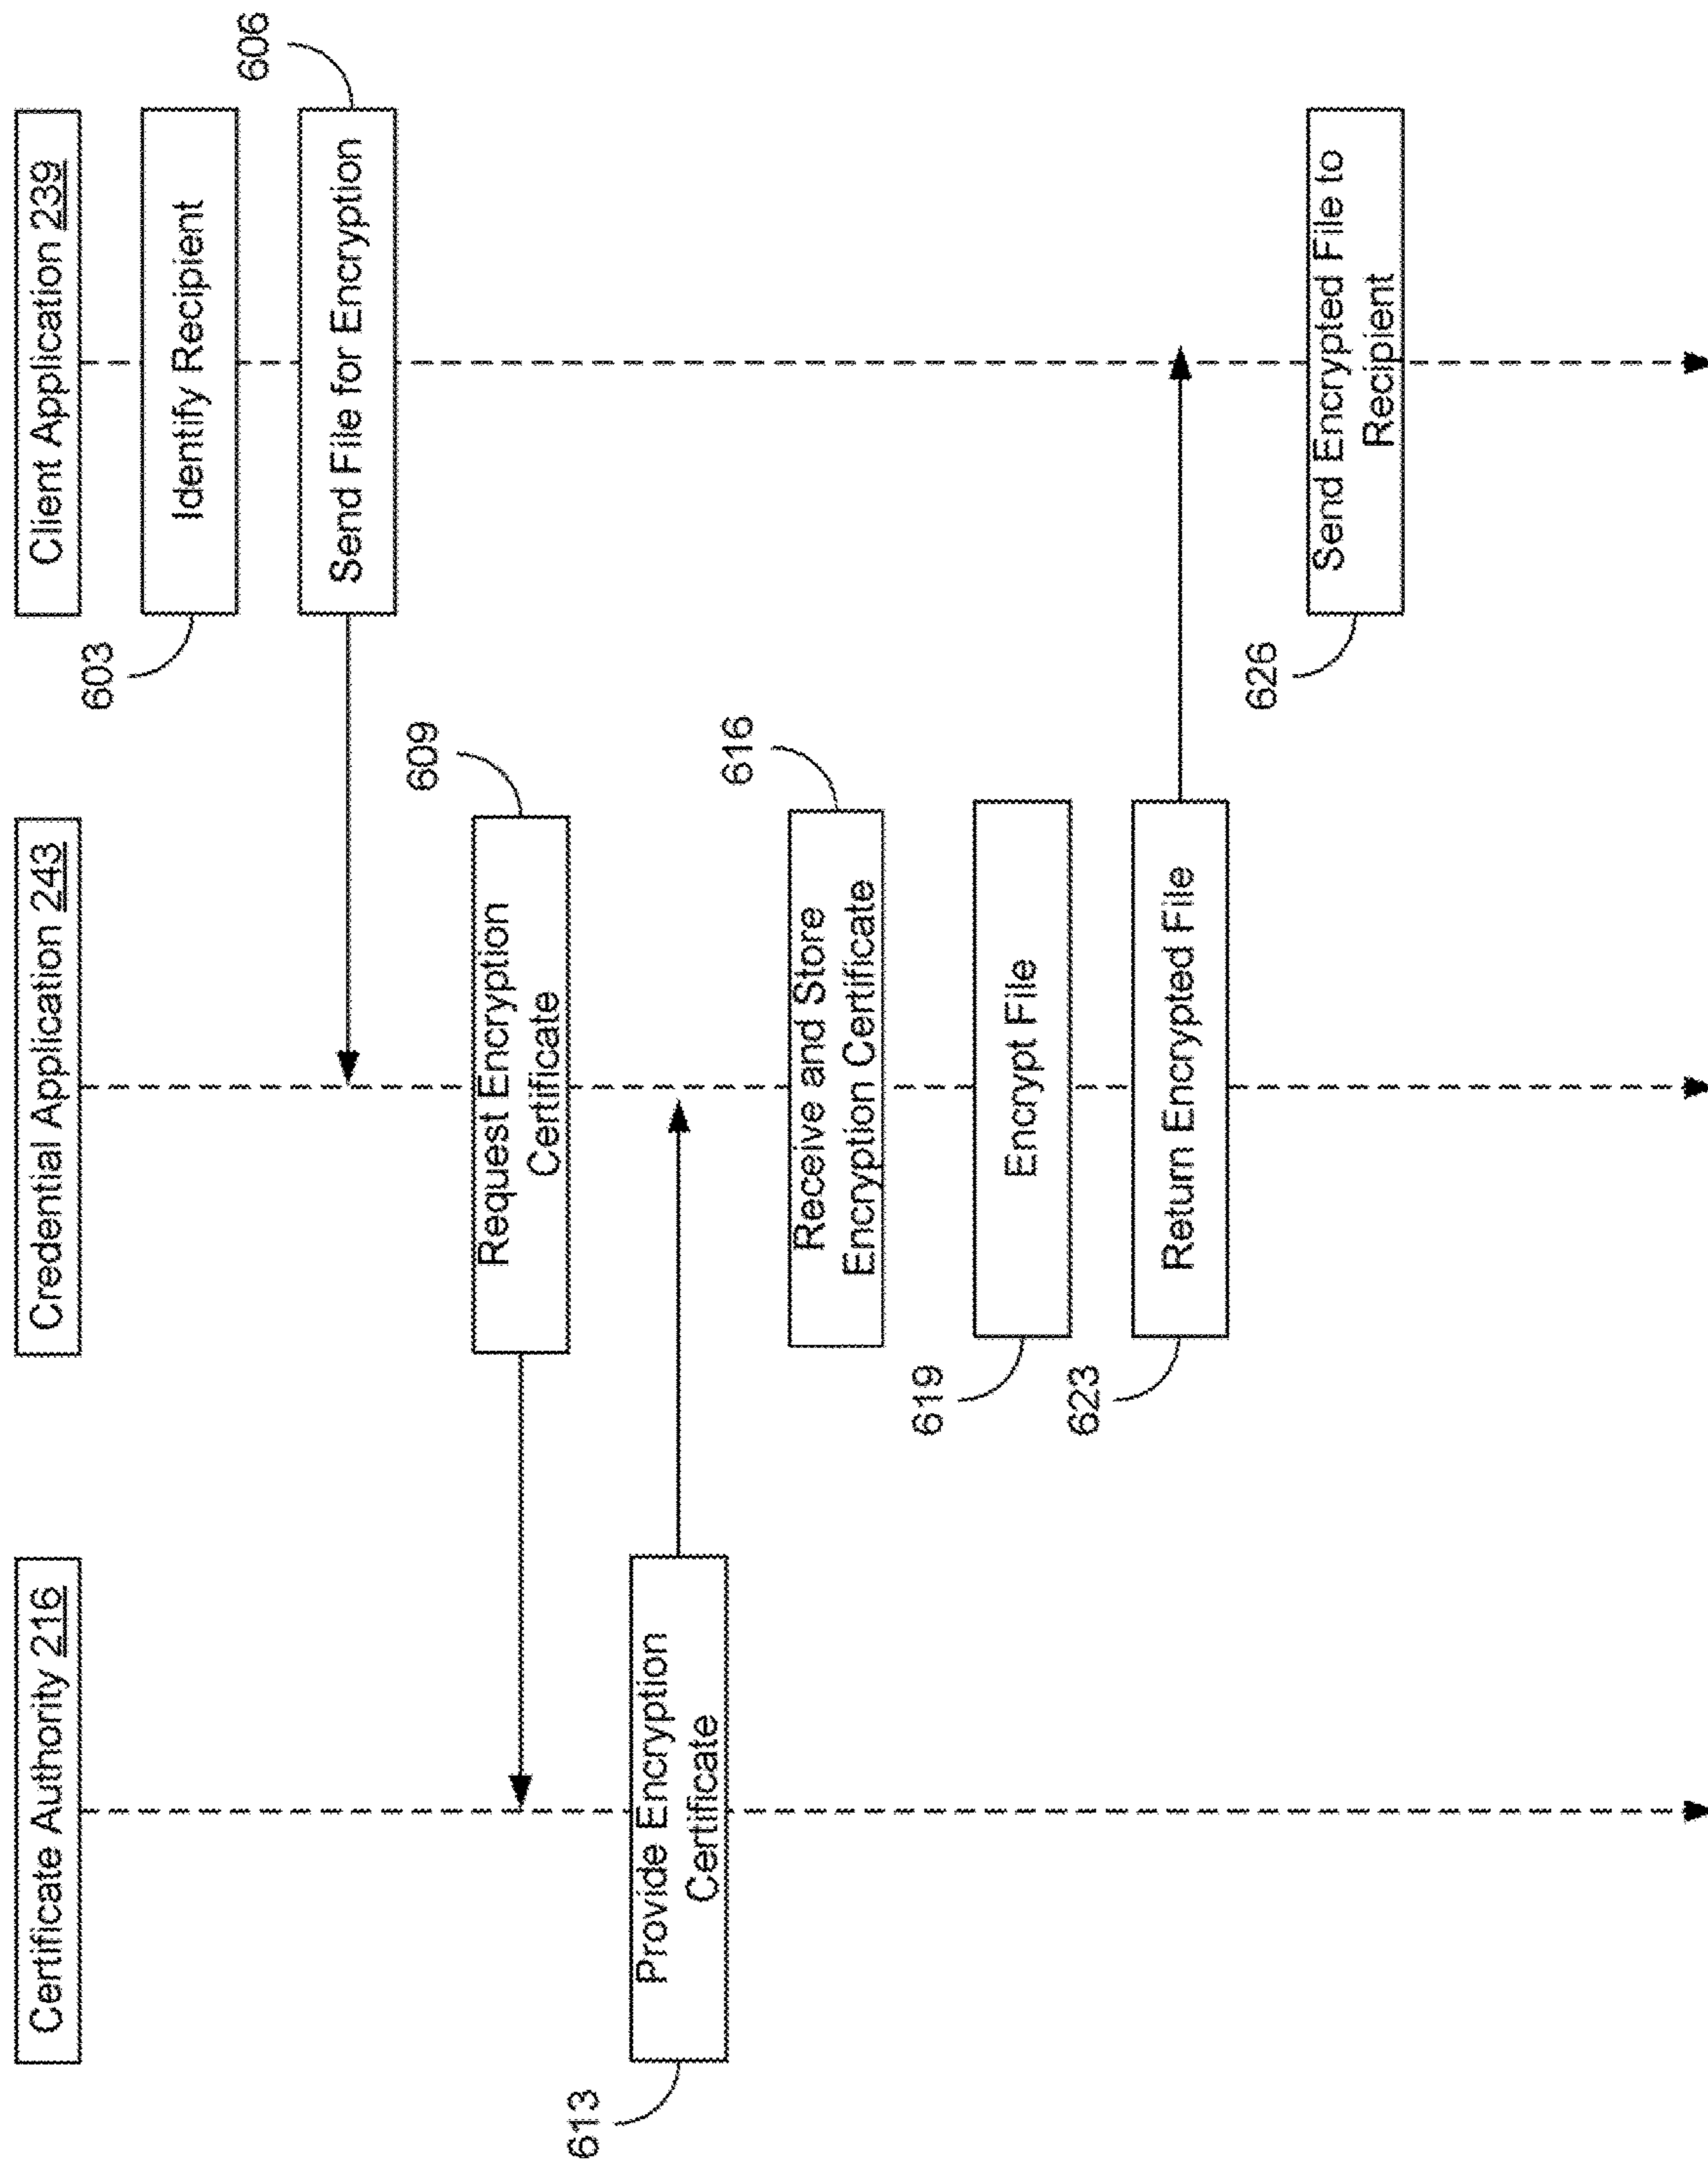 Certificate Authority 216
Credential Application 243
Client Application 239
603
Identify Recipient
606
Send File for Encryption
609
Request Encryption
Certificate
613
Provide Encryption
Certificate
616
Receive and Store
Encryption Certificate
619
Encrypt File
623
Return Encrypted File
626
Send Encrypted File to
Recipient